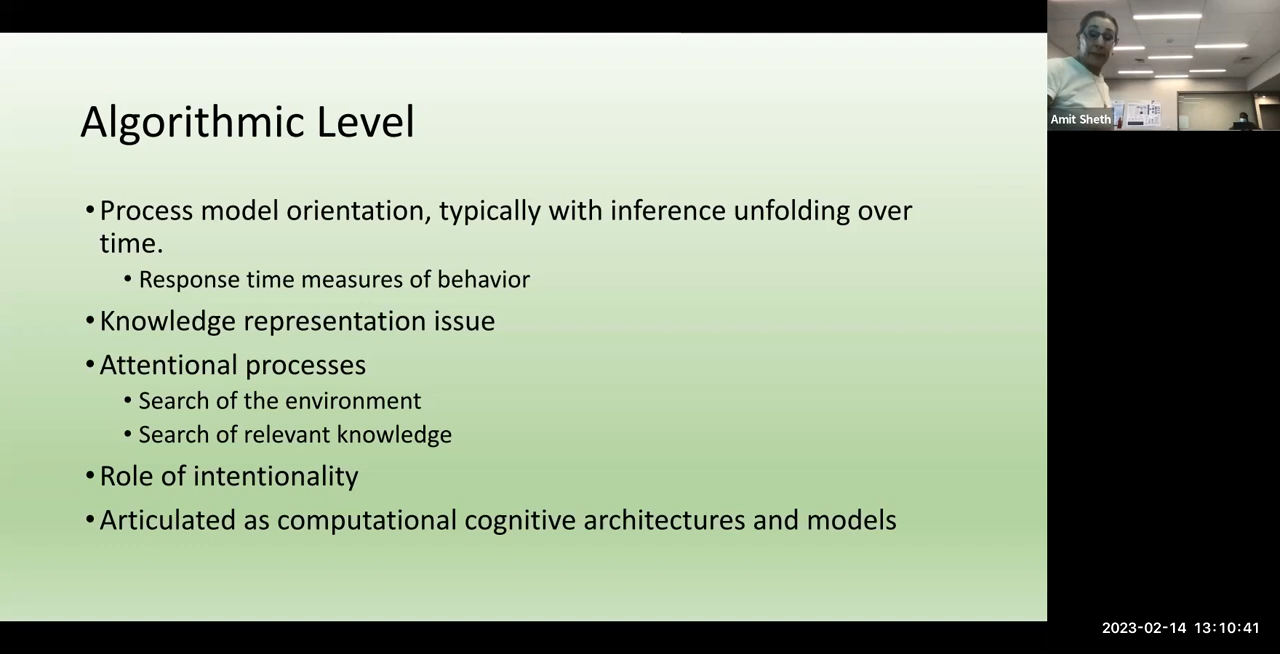 Algorithmic Level
•Process model orientation, typically with inference unfolding over
time.
• Response time measures of behavior
•Knowledge representation issue
•Attentional processes
• Search of the environment
• Search of relevant knowledge
•Role of intentionality
•Articulated as computational cognitive architectures and models
Amit Sheth
2023-02-14 13:10:41